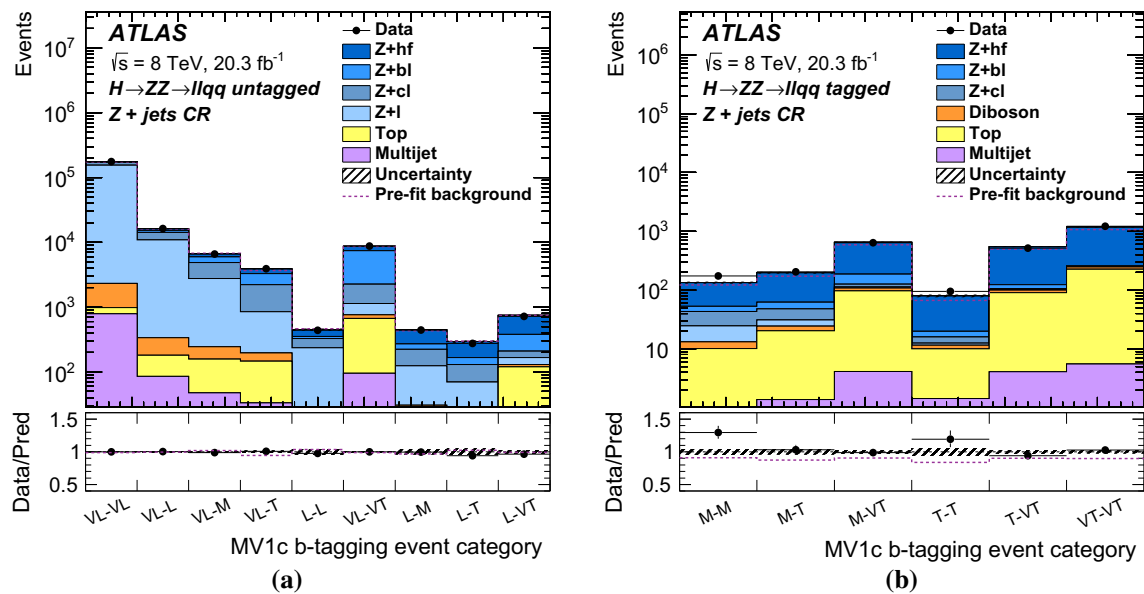 Events
10⁷
10⁶
10⁵
10⁴
10³
10²
ATLAS
√s = 8 TeV, 20.3 fb⁻¹
H→ZZ→llqq untagged
Z + jets CR
Data
Z+hf
Z+bl
Z+cl
Z+l
Top
Multijet
Uncertainty
Pre-fit background
Data/Pred
1.5
1
0.5
VL-VL VL-L VL-M VL-T L-L VL-VT L-M L-T L-VT
MV1c b-tagging event category
(a)
Events
10⁶
10⁵
10⁴
10³
10²
10
ATLAS
√s = 8 TeV, 20.3 fb⁻¹
H→ZZ→llqq tagged
Z + jets CR
Data
Z+hf
Z+bl
Z+cl
Diboson
Top
Multijet
Uncertainty
Pre-fit background
Data/Pred
1.5
1
0.5
M-M M-T M-VT T-T T-VT VT-VT
MV1c b-tagging event category
(b)